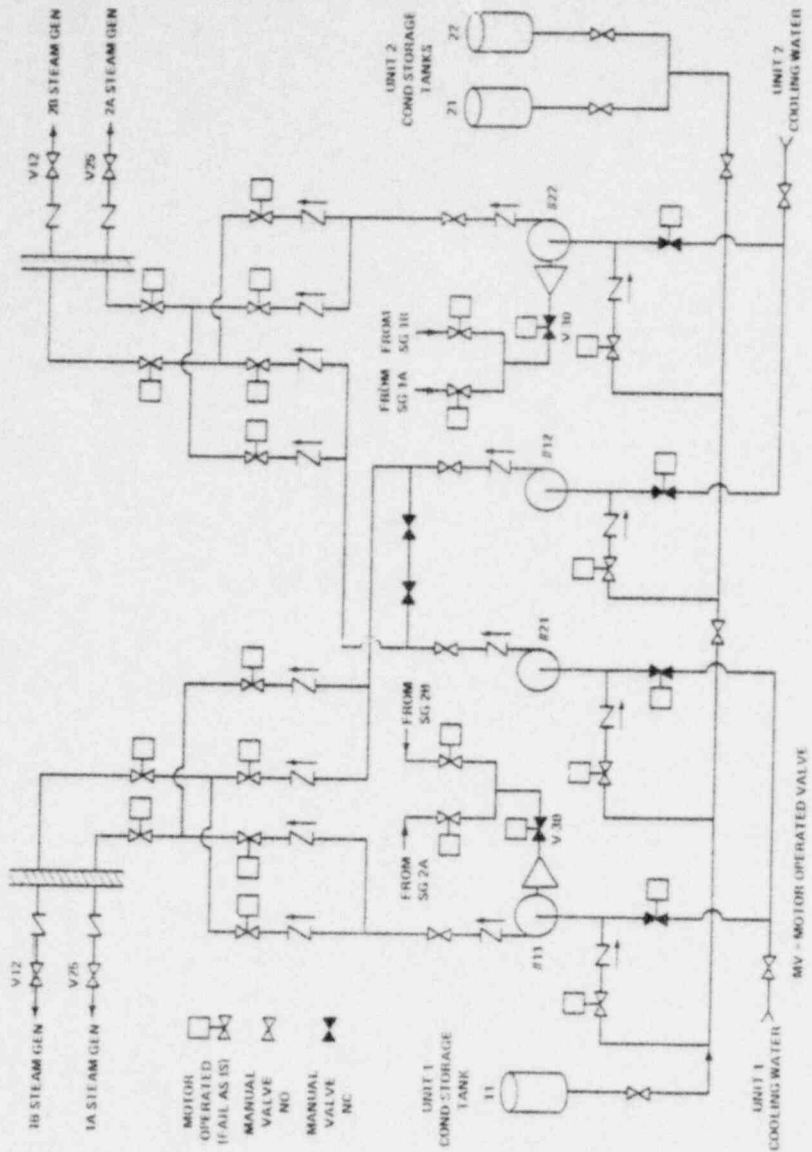 1B STEAM GEN
V12
1A STEAM GEN
V25
2B STEAM GEN
V12
2A STEAM GEN
V25
MOTOR
OPERATED
(FAIL AS IS)
MANUAL
VALVE
NO
MANUAL
VALVE
NC
FROM
SG 2A
FROM
SG 2B
V 38
FROM
SG 1A
FROM
SG 1B
#11
#21
#12
#22
UNIT 1
COND STORAGE
TANK
11
UNIT 2
COND STORAGE
TANKS
21
22
UNIT 1
COOLING WATER
UNIT 2
COOLING WATER
MV - MOTOR OPERATED VALVE